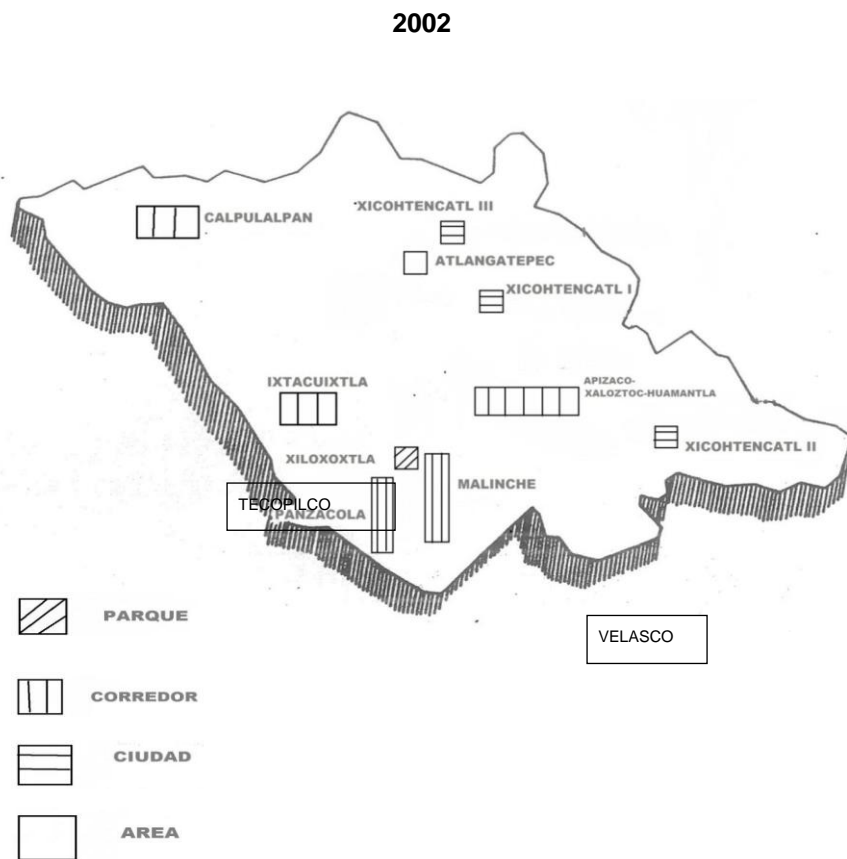 2002
XICOHTENCATL III
CALPULALPAN
ATLANGATEPEC
XICOHTENCATL I
IXTACUIXTLA
APIZACO-
XALOZTOC-HUAMANTLA
XICOHTENCATL II
XILOXOXTLA
MALINCHE
TECOPILCO
PANZACOLA
PARQUE
VELASCO
CORREDOR
CIUDAD
AREA